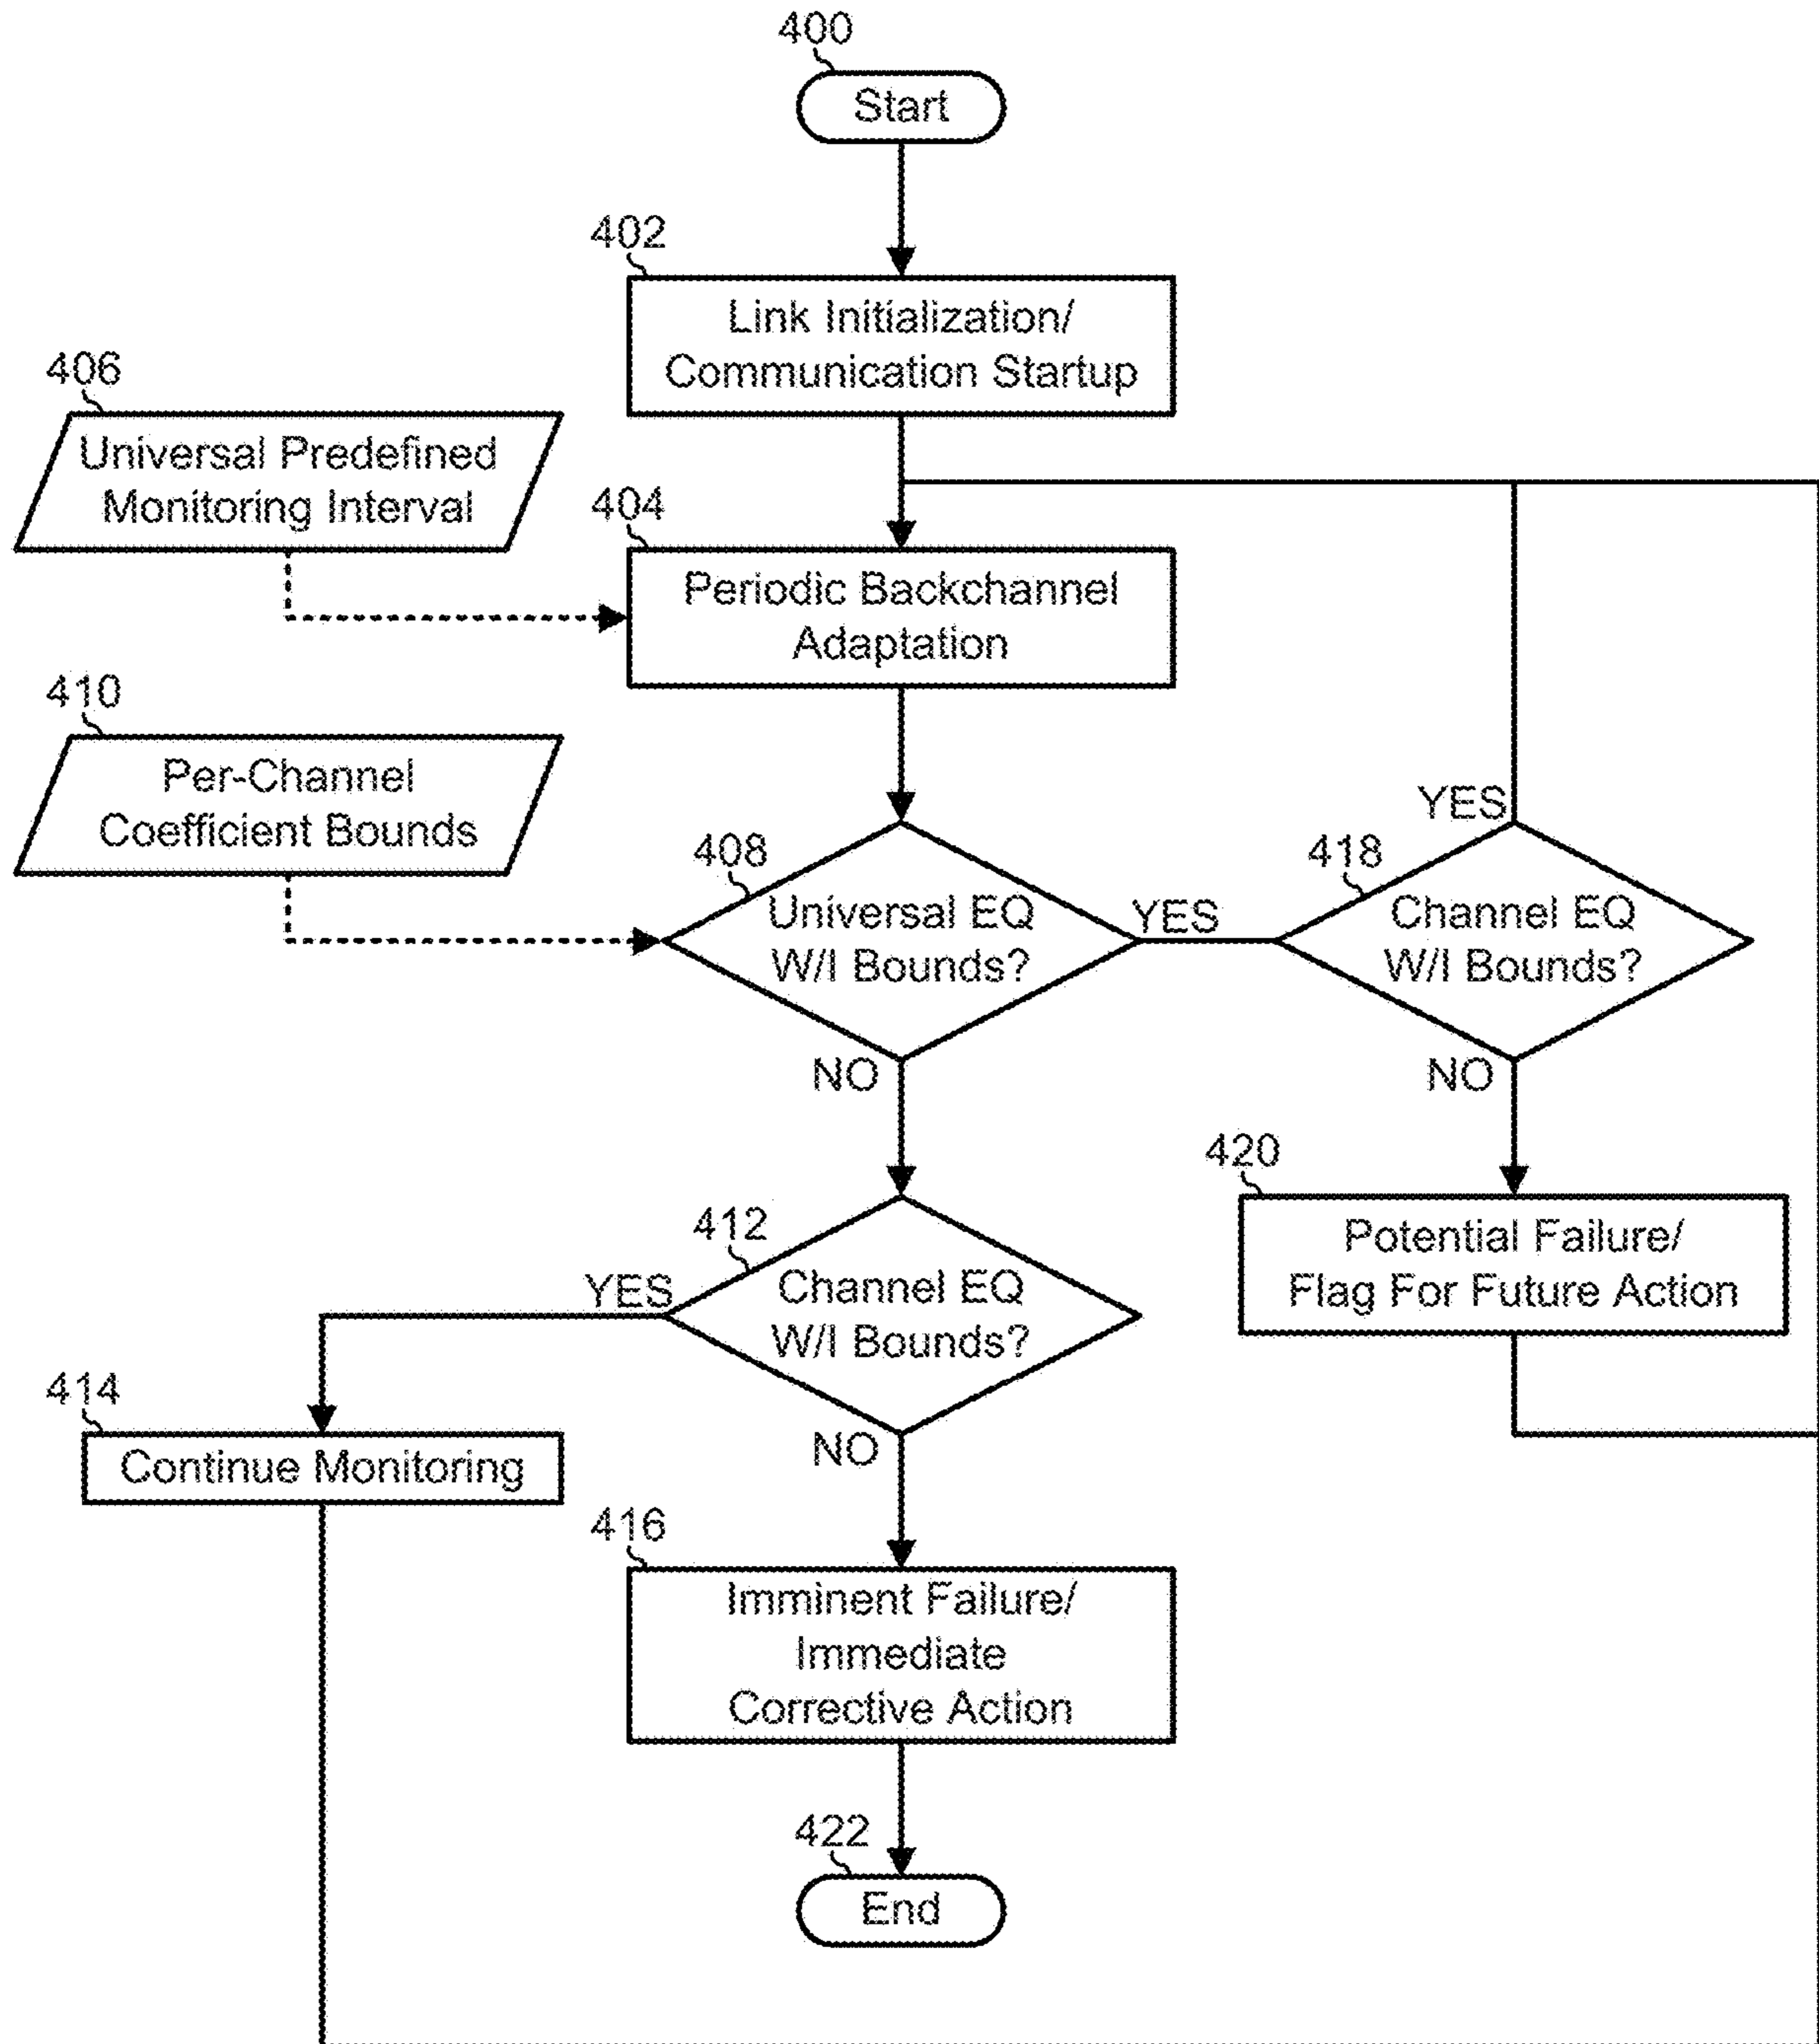 400
Start
402
Link Initialization/
Communication Startup
406
Universal Predefined
Monitoring Interval
404
Periodic Backchannel
Adaptation
410
Per-Channel
Coefficient Bounds
408
Universal EQ
W/I Bounds?
YES
NO
418
Channel EQ
W/I Bounds?
YES
NO
420
Potential Failure/
Flag For Future Action
412
Channel EQ
W/I Bounds?
YES
NO
414
Continue Monitoring
416
Imminent Failure/
Immediate
Corrective Action
422
End